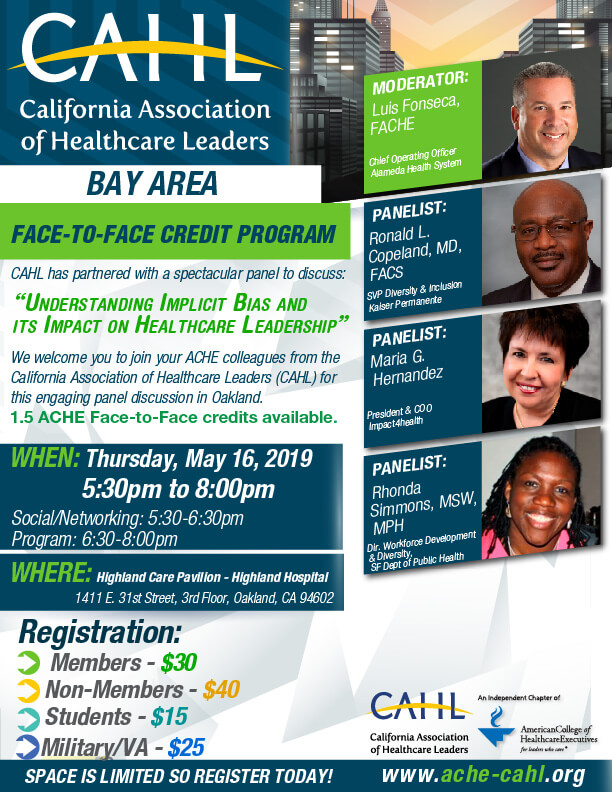 CAHL
California Association
of Healthcare Leaders
BAY AREA
FACE-TO-FACE CREDIT PROGRAM
CAHL has partnered with a spectacular panel to discuss:
“UNDERSTANDING IMPLICIT BIAS AND
ITS IMPACT ON HEALTHCARE LEADERSHIP”
We welcome you to join your ACHE colleagues from the
California Association of Healthcare Leaders (CAHL) for
this engaging panel discussion in Oakland.
1.5 ACHE Face-to-Face credits available.
WHEN: Thursday, May 16, 2019
5:30pm to 8:00pm
Social/Networking: 5:30-6:30pm
Program: 6:30-8:00pm
WHERE: Highland Care Pavilion - Highland Hospital
1411 E. 31st Street, 3rd Floor, Oakland, CA 94602
Registration:
Members - $30
Non-Members - $40
Students - $15
Military/VA - $25
SPACE IS LIMITED SO REGISTER TODAY!
MODERATOR:
Luis Fonseca,
FACHE
Chief Operating Officer
Alameda Health System
PANELIST:
Ronald L.
Copeland, MD,
FACS
SVP Diversity & Inclusion
Kaiser Permanente
PANELIST:
Maria G.
Hernandez
President & COO
Impact4health
PANELIST:
Rhonda
Simmons, MSW,
MPH
Dir. Workforce Development
& Diversity,
SF Dept of Public Health
CAHL
California Association
of Healthcare Leaders
An Independent Chapter of
AmericanCollege of
HealthcareExecutives
for leaders who care®
www.ache-cahl.org